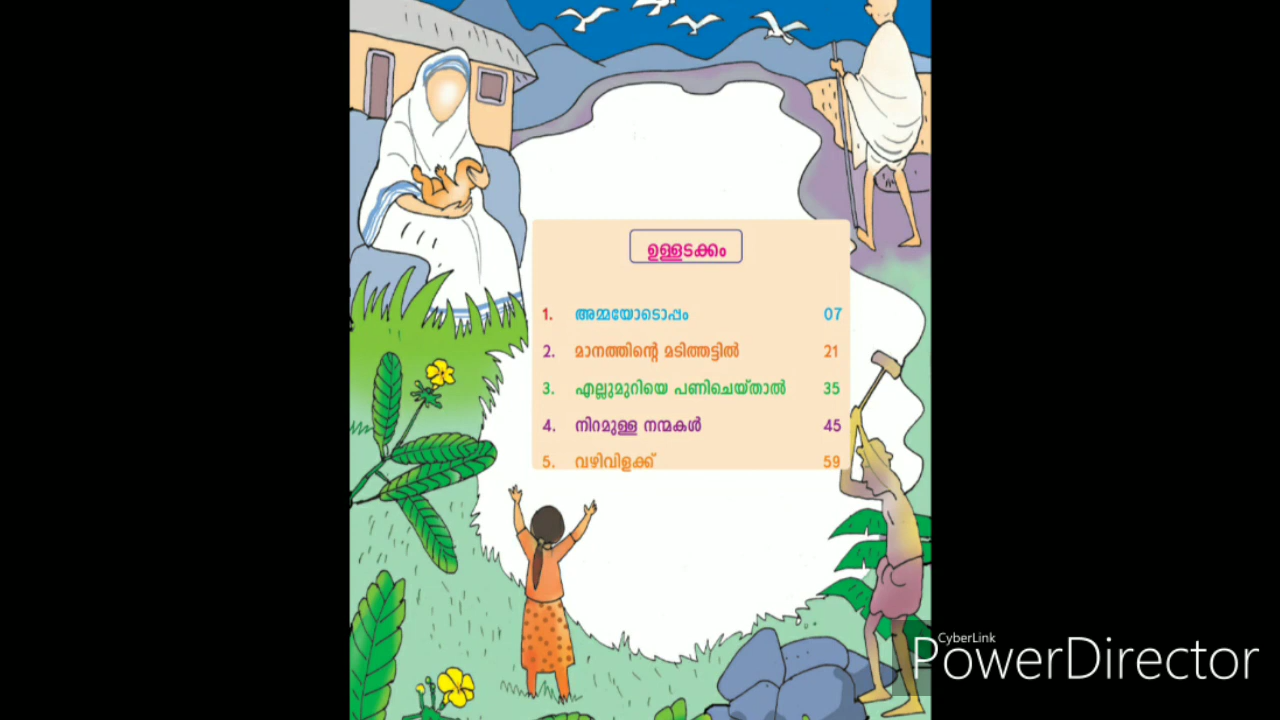 ഉള്ളടക്കം
1. അമ്മയോടൊപ്പം 07
2. മാനത്തിന്റെ മടിത്തട്ടിൽ 21
3. എല്ലുമുറിയെ പണിചെയ്താൽ 35
4. നിറമുള്ള നന്മകൾ 45
5. വഴിവിളക്ക് 59
CyberLink
PowerDirector